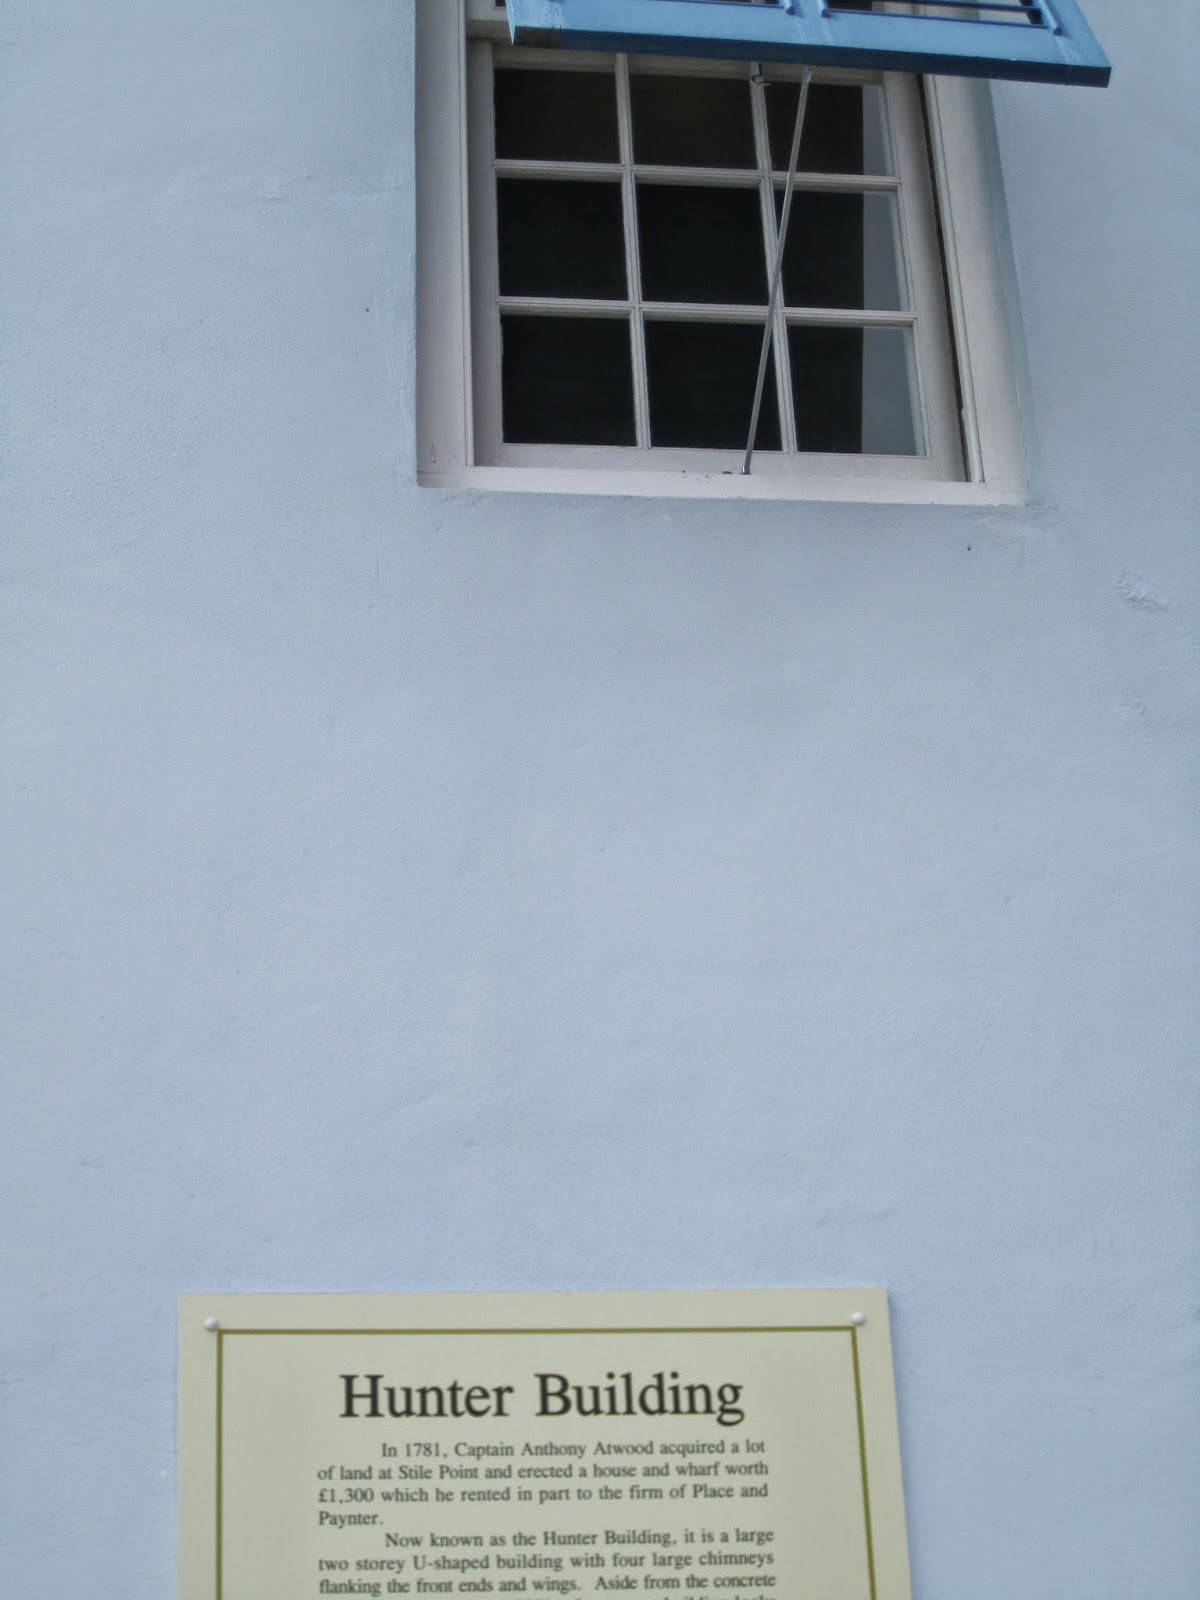 Hunter Building
In 1781, Captain Anthony Atwood acquired a lot
of land at Stile Point and erected a house and wharf worth
£1,300 which he rented in part to the firm of Place and
Paynter.
Now known as the Hunter Building, it is a large
two storey U-shaped building with four large chimneys
flanking the front ends and wings. Aside from the concrete